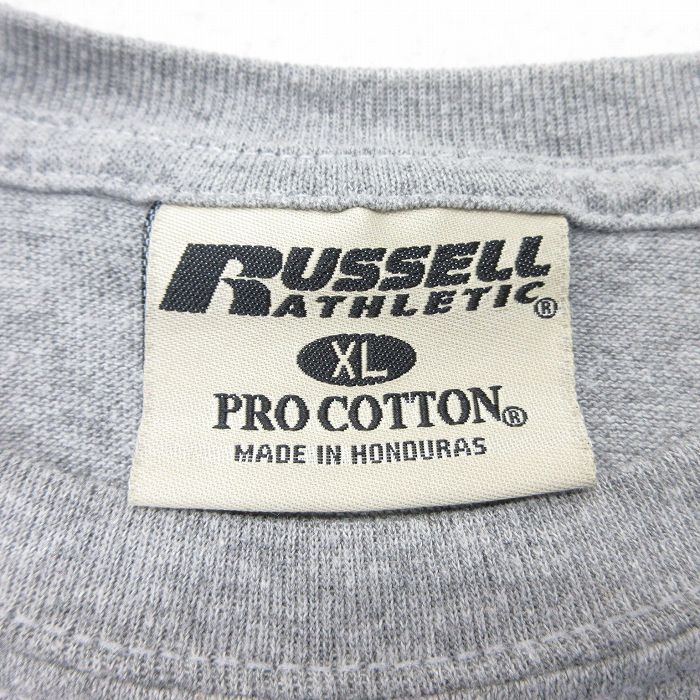 RUSSELL
ATHLETIC®
XL
PRO COTTON®
MADE IN HONDURAS